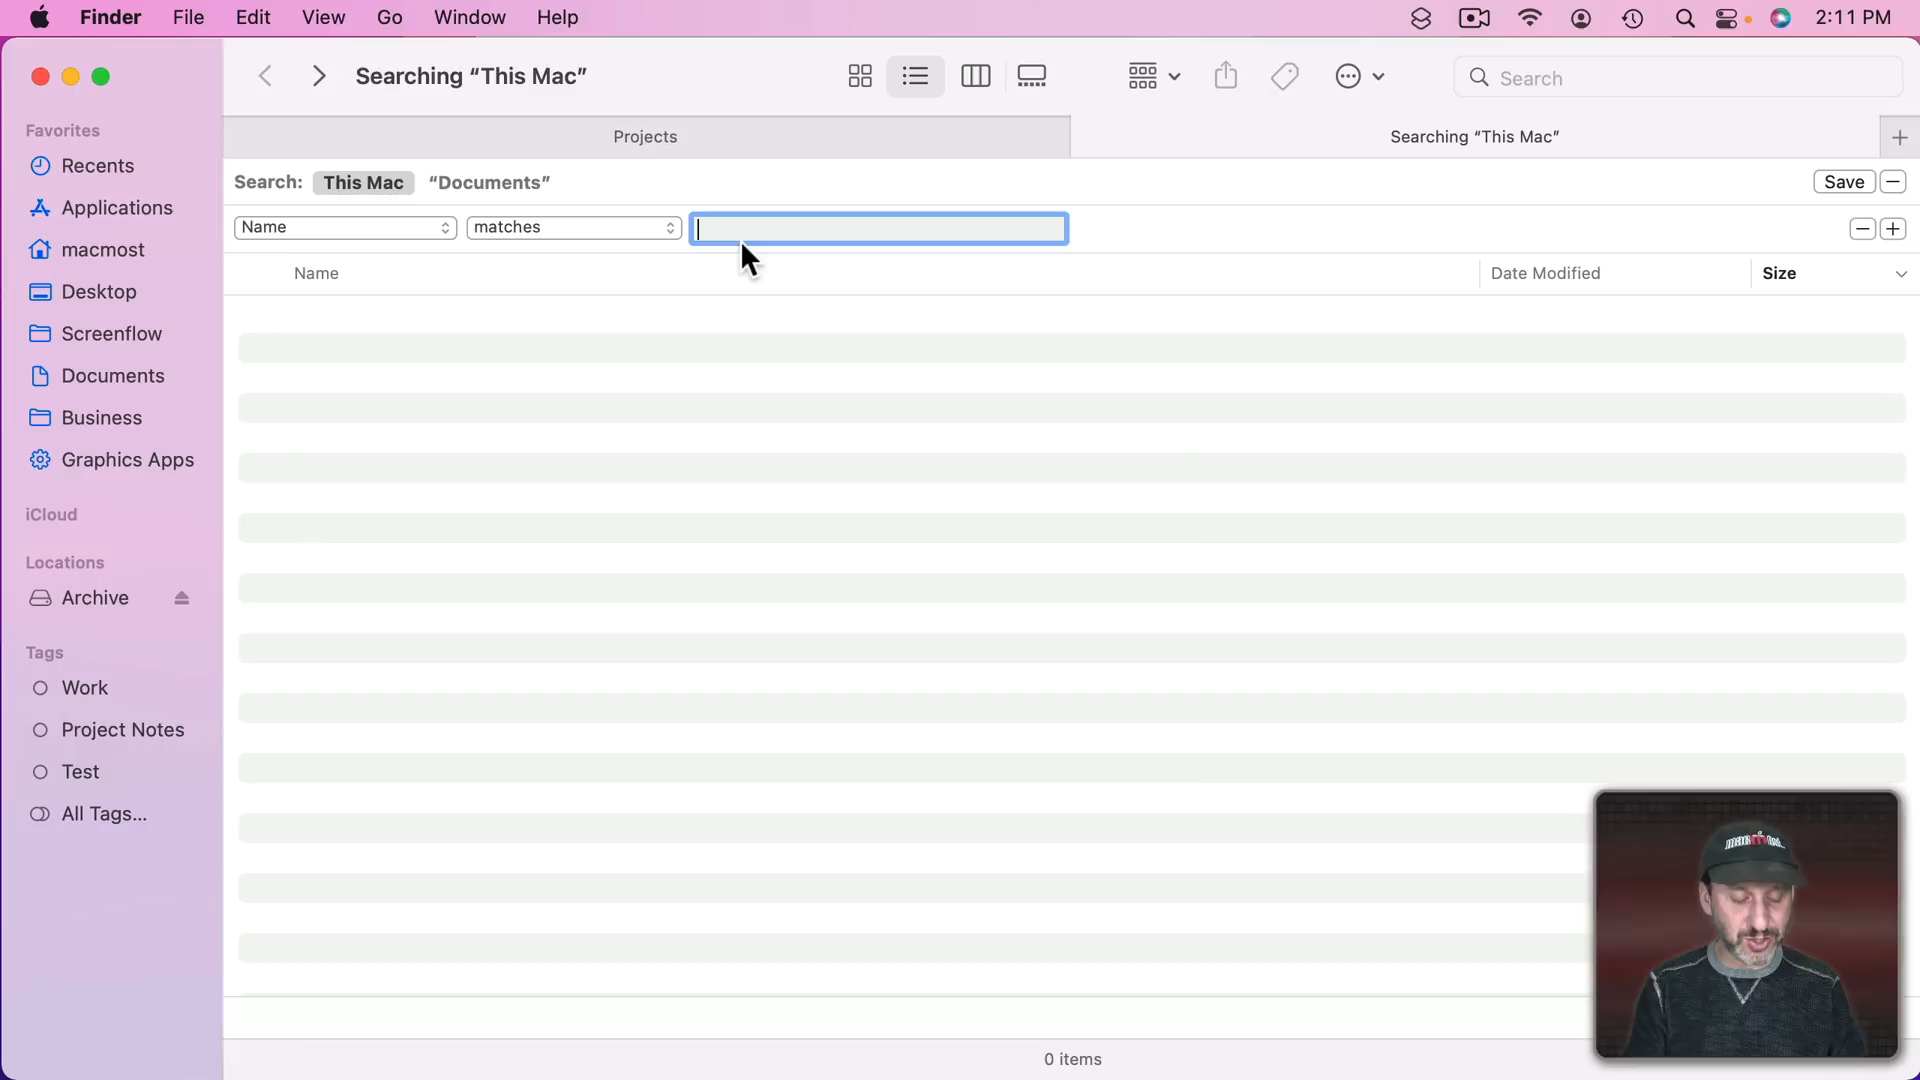 Finder File Edit View Go Window Help 2:11 PM
Searching “This Mac” Search
Projects Searching “This Mac”
Search: This Mac “Documents” Save
Name matches
Name Date Modified Size
Favorites
Recents
Applications
macmost
Desktop
Screenflow
Documents
Business
Graphics Apps
iCloud
Locations
Archive
Tags
Work
Project Notes
Test
All Tags...
0 items